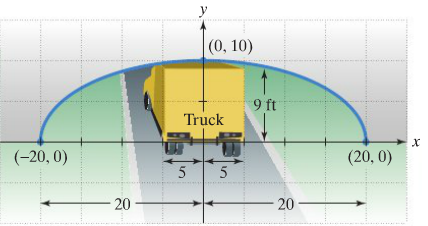 y
(0, 10)
9 ft
Truck
x
(–20, 0)
(20, 0)
5 5
20 20